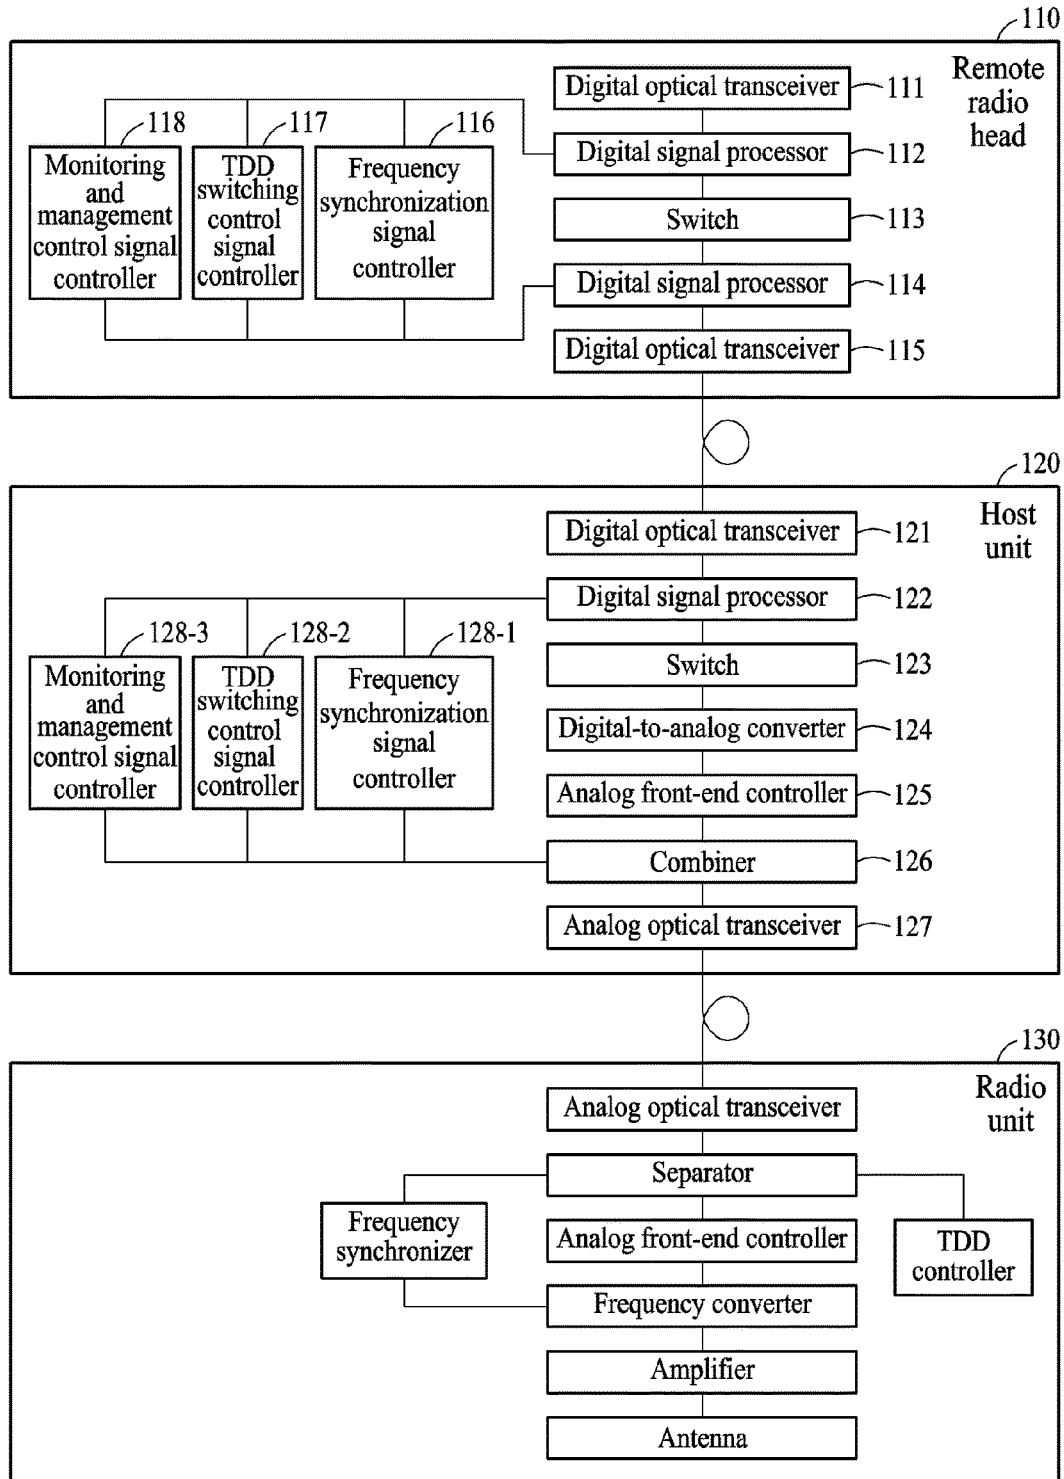 110
Remote
radio
head
Digital optical transceiver
111
118
117
116
Monitoring
and
management
control signal
controller
TDD
switching
control
signal
controller
Frequency
synchronization
signal
controller
Digital signal processor
112
Switch
113
Digital signal processor
114
Digital optical transceiver
115
120
Host
unit
Digital optical transceiver
121
Digital signal processor
122
128-3
128-2
128-1
Monitoring
and
management
control signal
controller
TDD
switching
control
signal
controller
Frequency
synchronization
signal
controller
Switch
123
Digital-to-analog converter
124
Analog front-end controller
125
Combiner
126
Analog optical transceiver
127
130
Radio
unit
Analog optical transceiver
Separator
Frequency
synchronizer
Analog front-end controller
TDD
controller
Frequency converter
Amplifier
Antenna